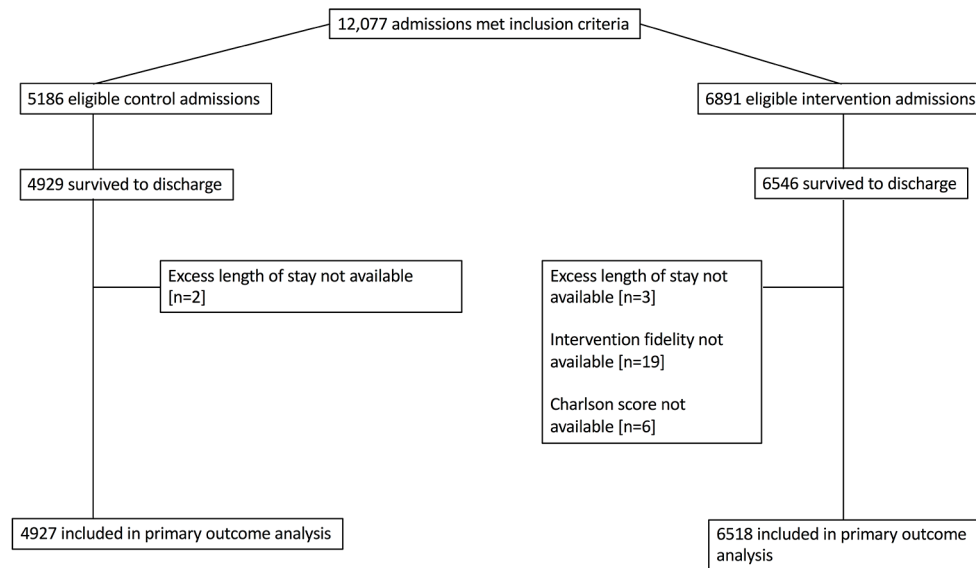 12,077 admissions met inclusion criteria
5186 eligible control admissions
6891 eligible intervention admissions
4929 survived to discharge
6546 survived to discharge
Excess length of stay not available
[n=2]
Excess length of stay not
available [n=3]
Intervention fidelity not
available [n=19]
Charlson score not
available [n=6]
4927 included in primary outcome analysis
6518 included in primary outcome
analysis